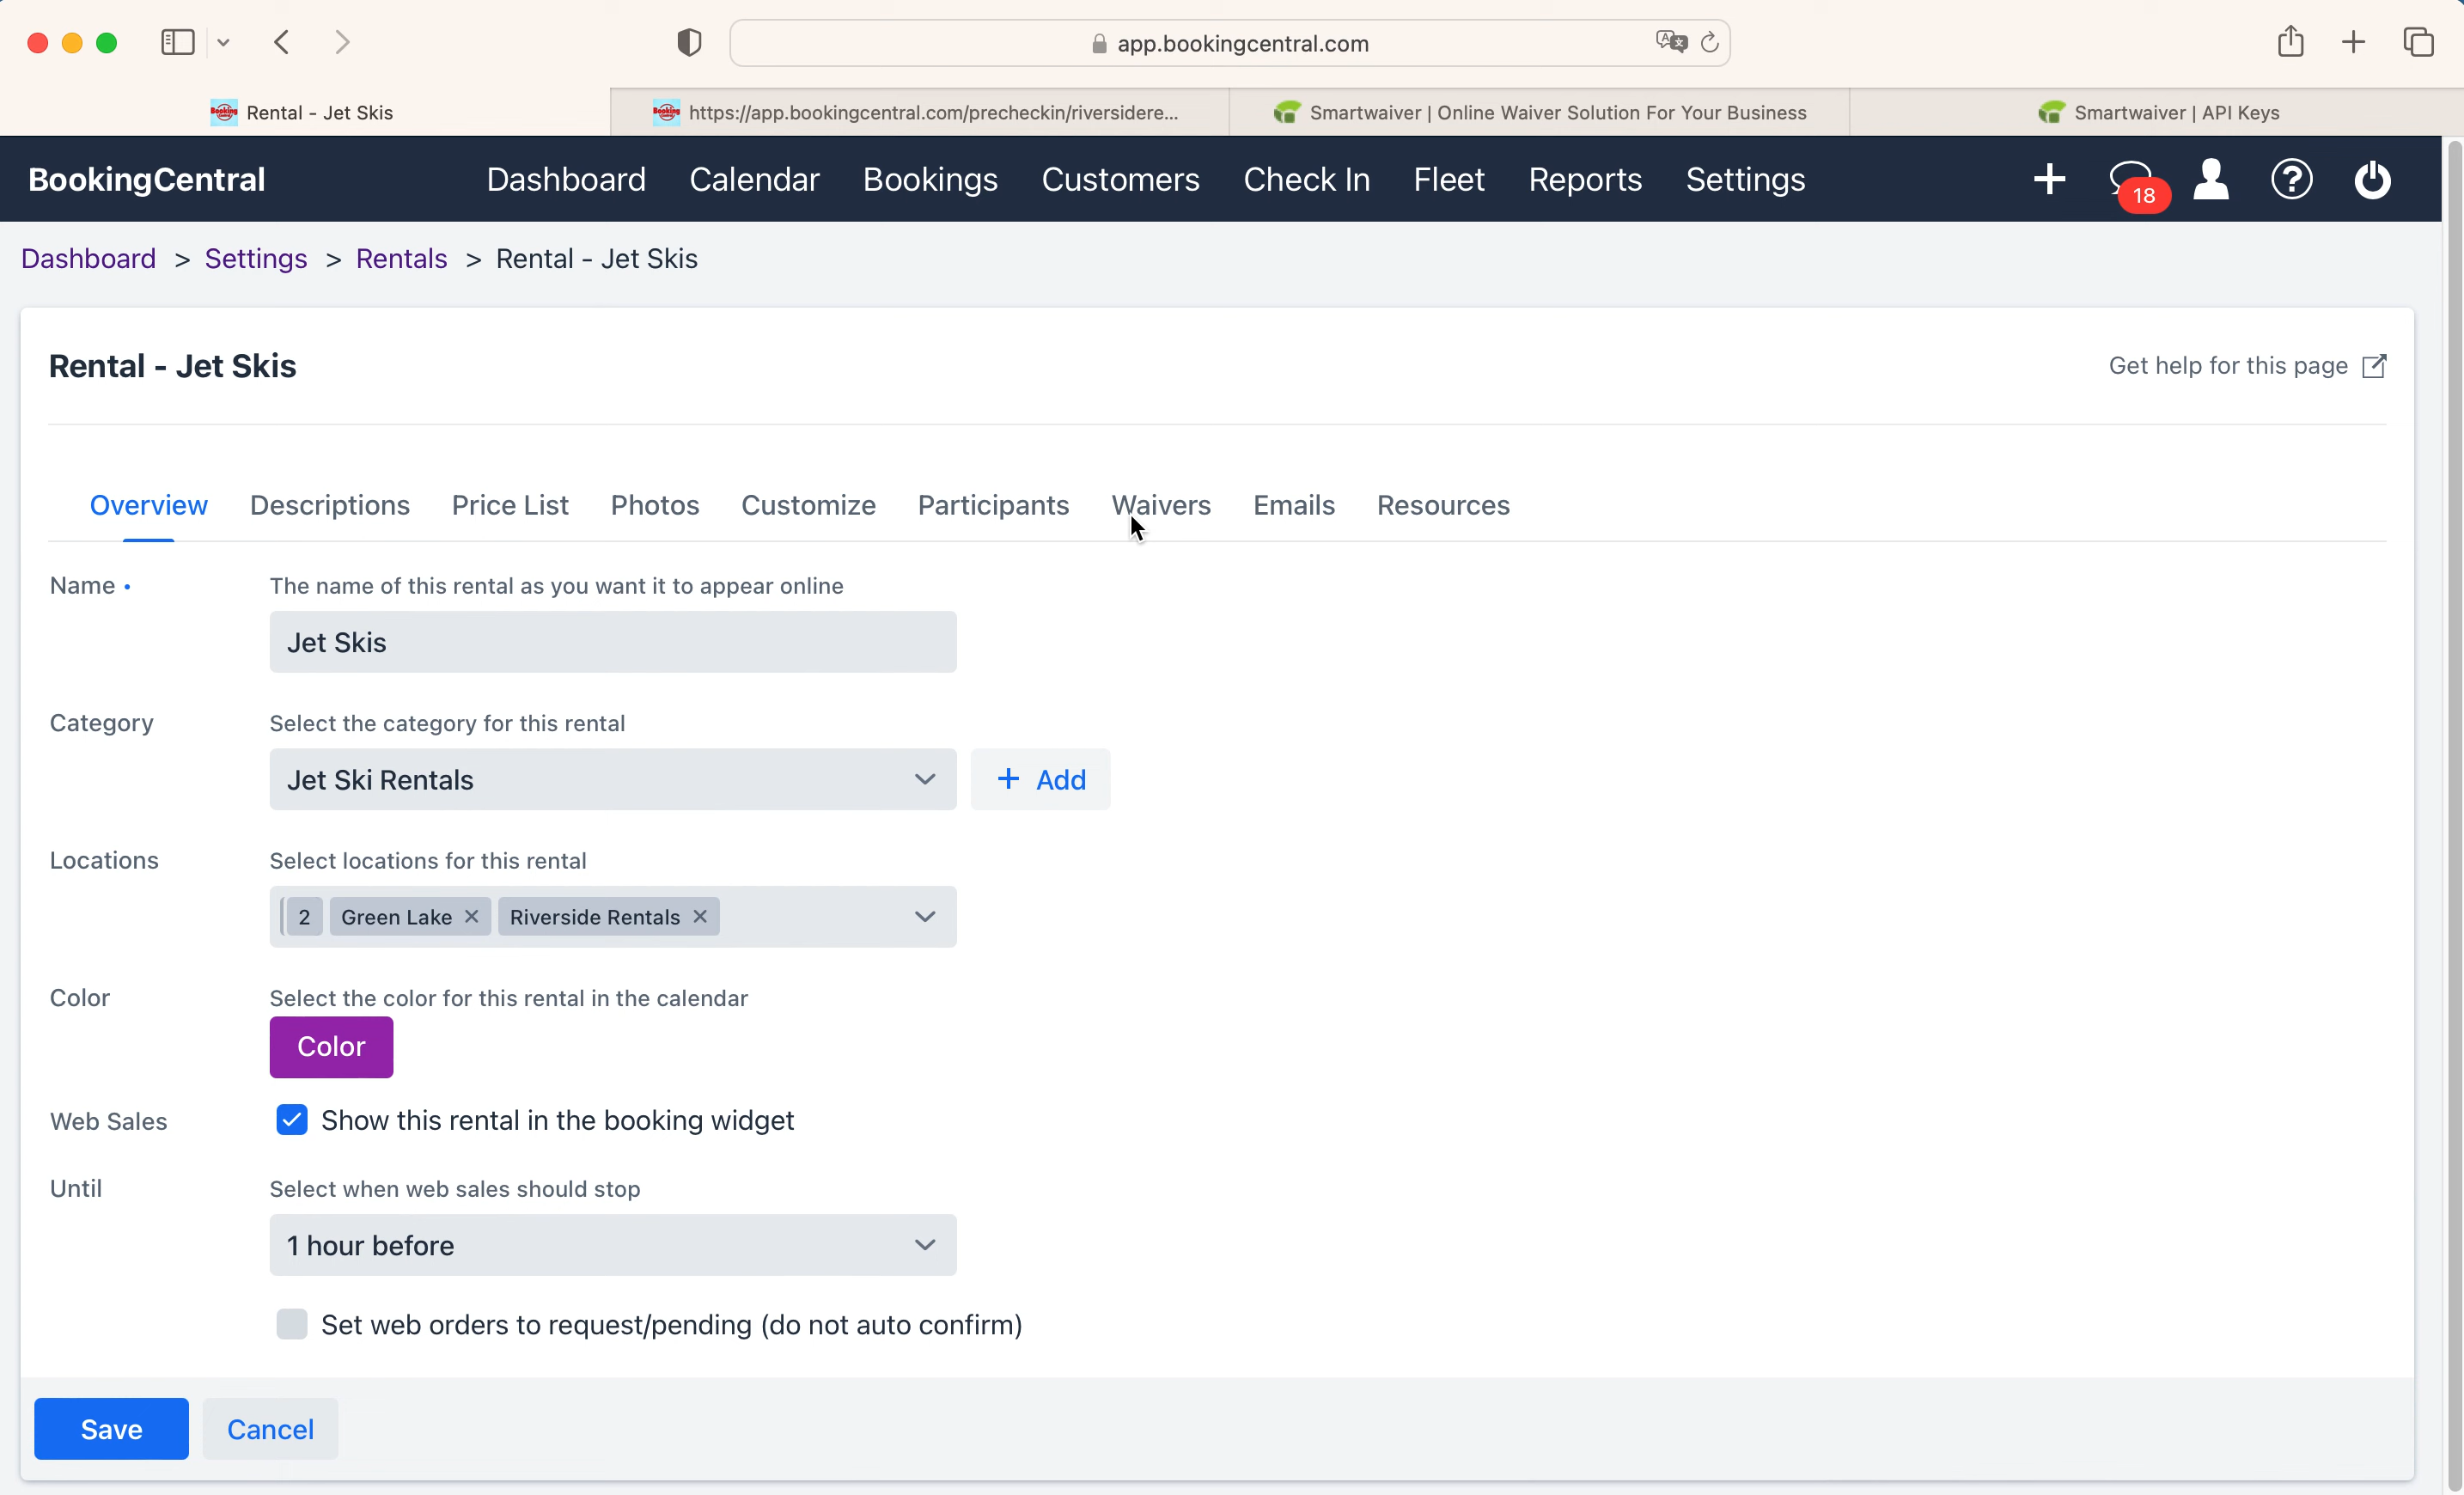 app.bookingcentral.com
Rental - Jet Skis
https://app.bookingcentral.com/precheckin/riversidere...
Smartwaiver | Online Waiver Solution For Your Business
Smartwaiver | API Keys
BookingCentral
Dashboard Calendar Bookings Customers Check In Fleet Reports Settings
18
Dashboard > Settings > Rentals > Rental - Jet Skis
Rental - Jet Skis
Get help for this page
Overview Descriptions Price List Photos Customize Participants Waivers Emails Resources
Name
The name of this rental as you want it to appear online
Jet Skis
Category
Select the category for this rental
Jet Ski Rentals
+ Add
Locations
Select locations for this rental
2 Green Lake × Riverside Rentals ×
Color
Select the color for this rental in the calendar
Color
Web Sales
Show this rental in the booking widget
Until
Select when web sales should stop
1 hour before
Set web orders to request/pending (do not auto confirm)
Save Cancel